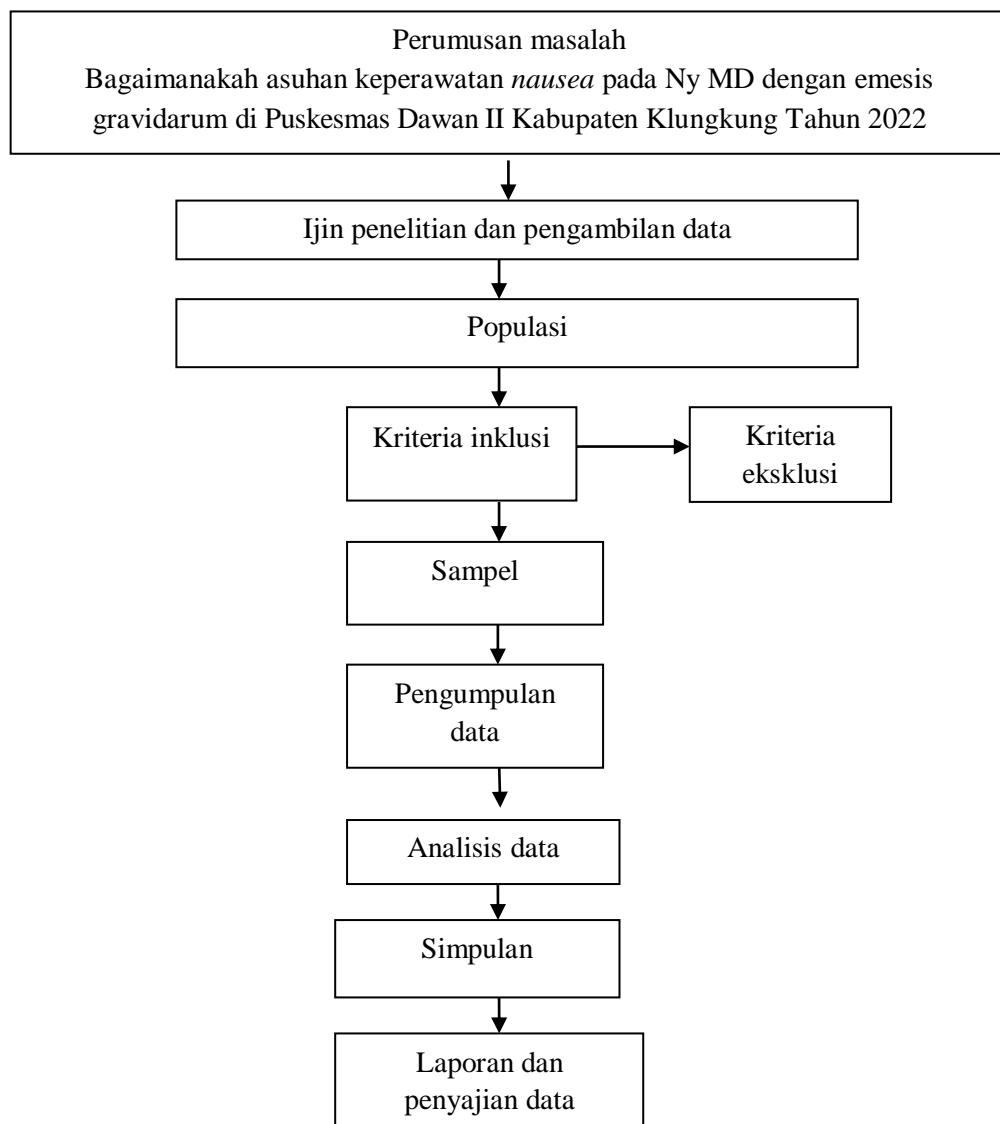 Perumusan masalah
Bagaimanakah asuhan keperawatan nausea pada Ny MD dengan emesis
gravidarum di Puskesmas Dawan II Kabupaten Klungkung Tahun 2022
Ijin penelitian dan pengambilan data
Populasi
Kriteria inklusi
Kriteria
eksklusi
Sampel
Pengumpulan
data
Analisis data
Simpulan
Laporan dan
penyajian data